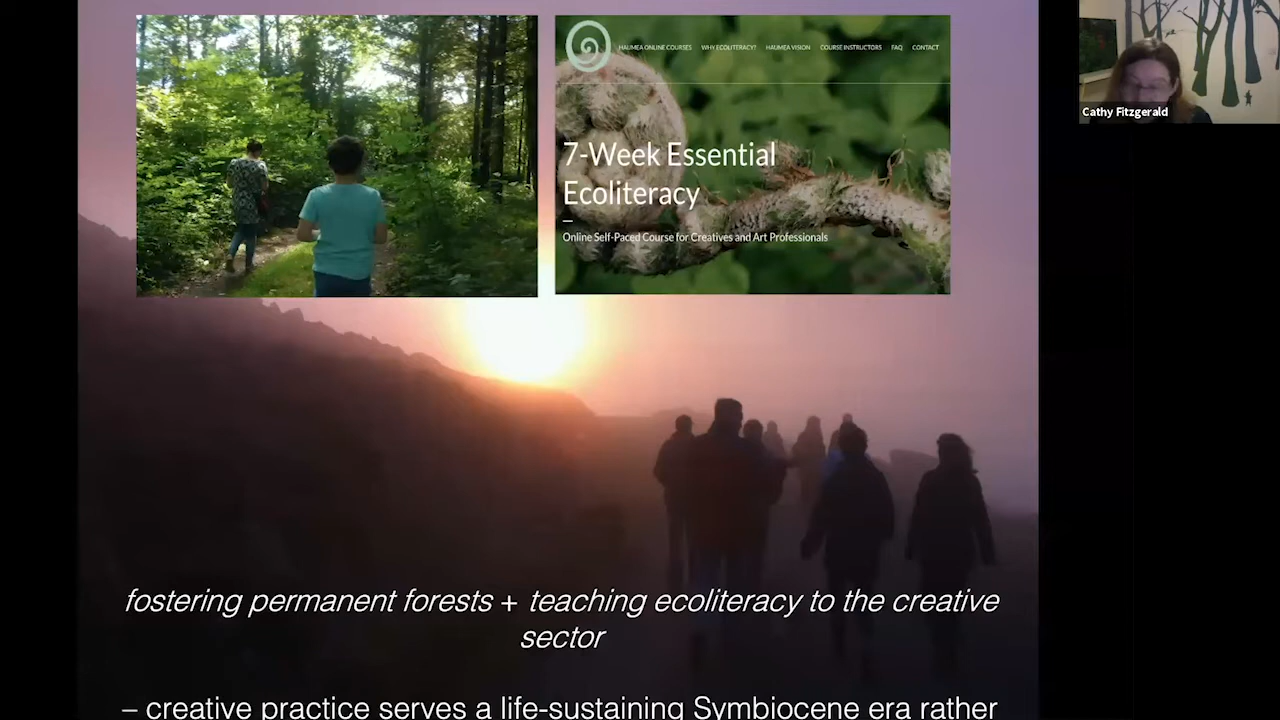 HAUMEA ONLINE COURSES WHY ECOLITERACY? HAUMEA VISION COURSE INSTRUCTORS FAQ CONTACT
7-Week Essential
Ecoliteracy
Online Self-Paced Course for Creatives and Art Professionals
Cathy Fitzgerald
fostering permanent forests + teaching ecoliteracy to the creative
sector
– creative practice serves a life-sustaining Symbiocene era rather